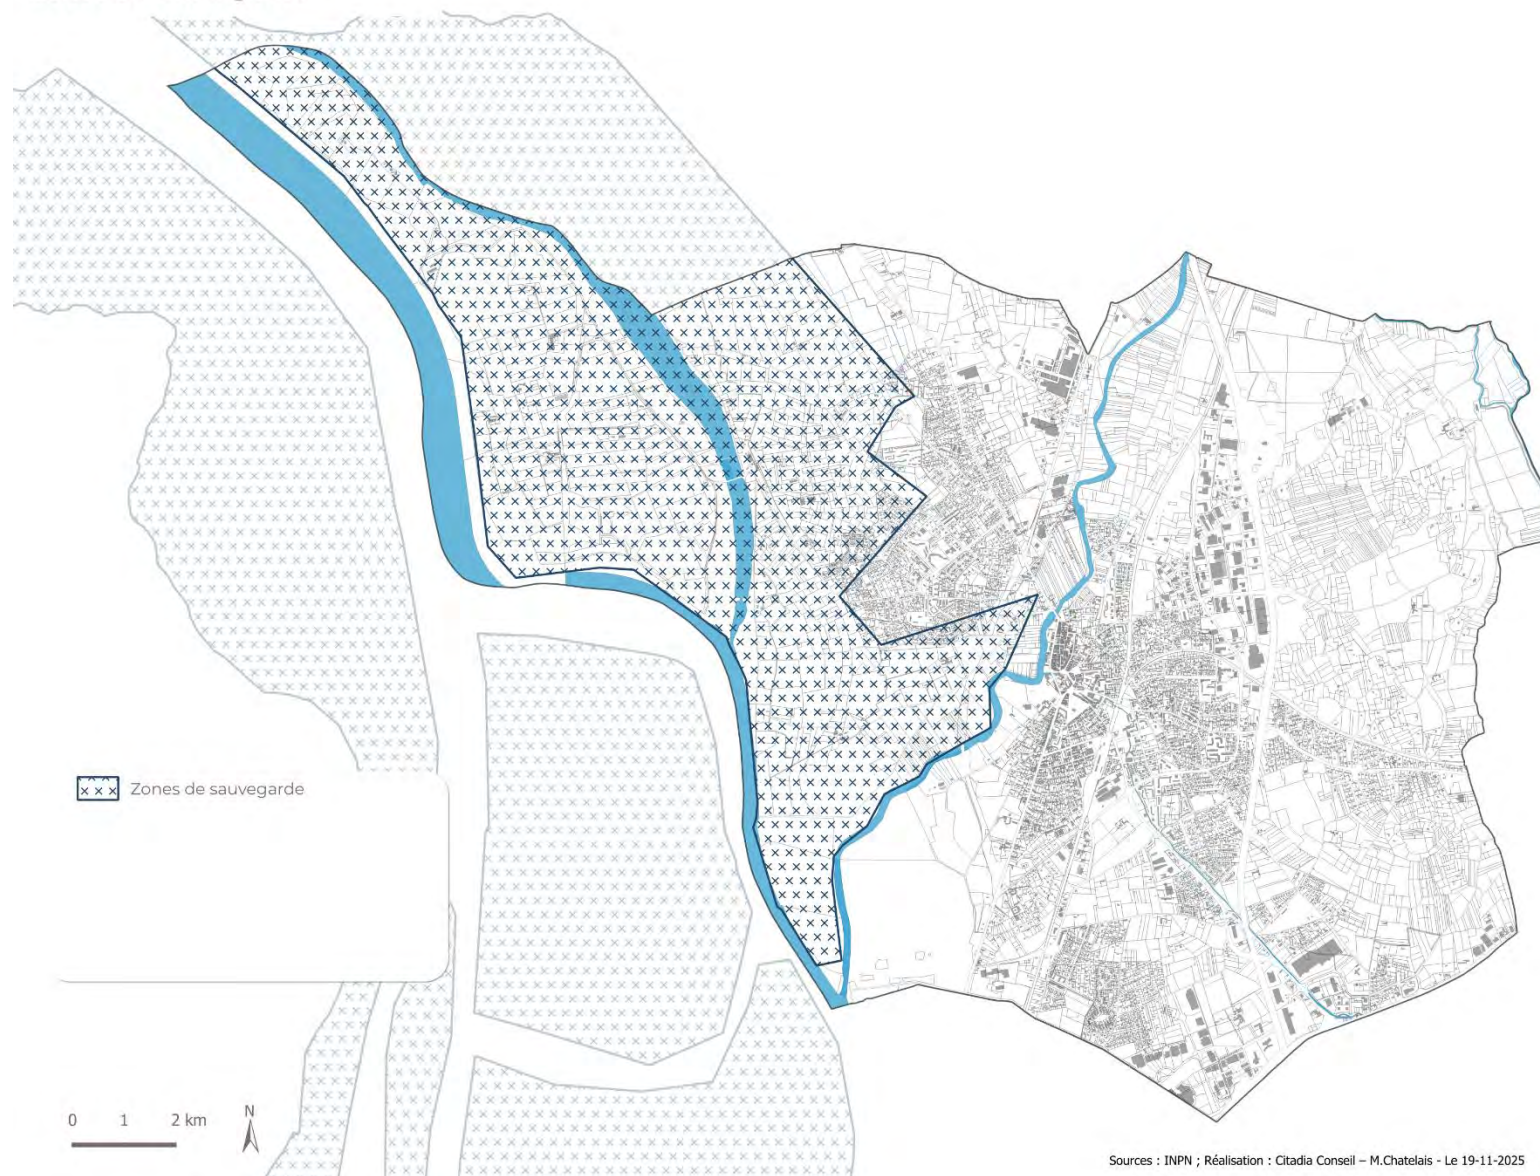 Zones de sauvegarde
0 1 2 km
N
Sources : INPN ; Réalisation : Citadia Conseil – M.Chatelais - Le 19-11-2025